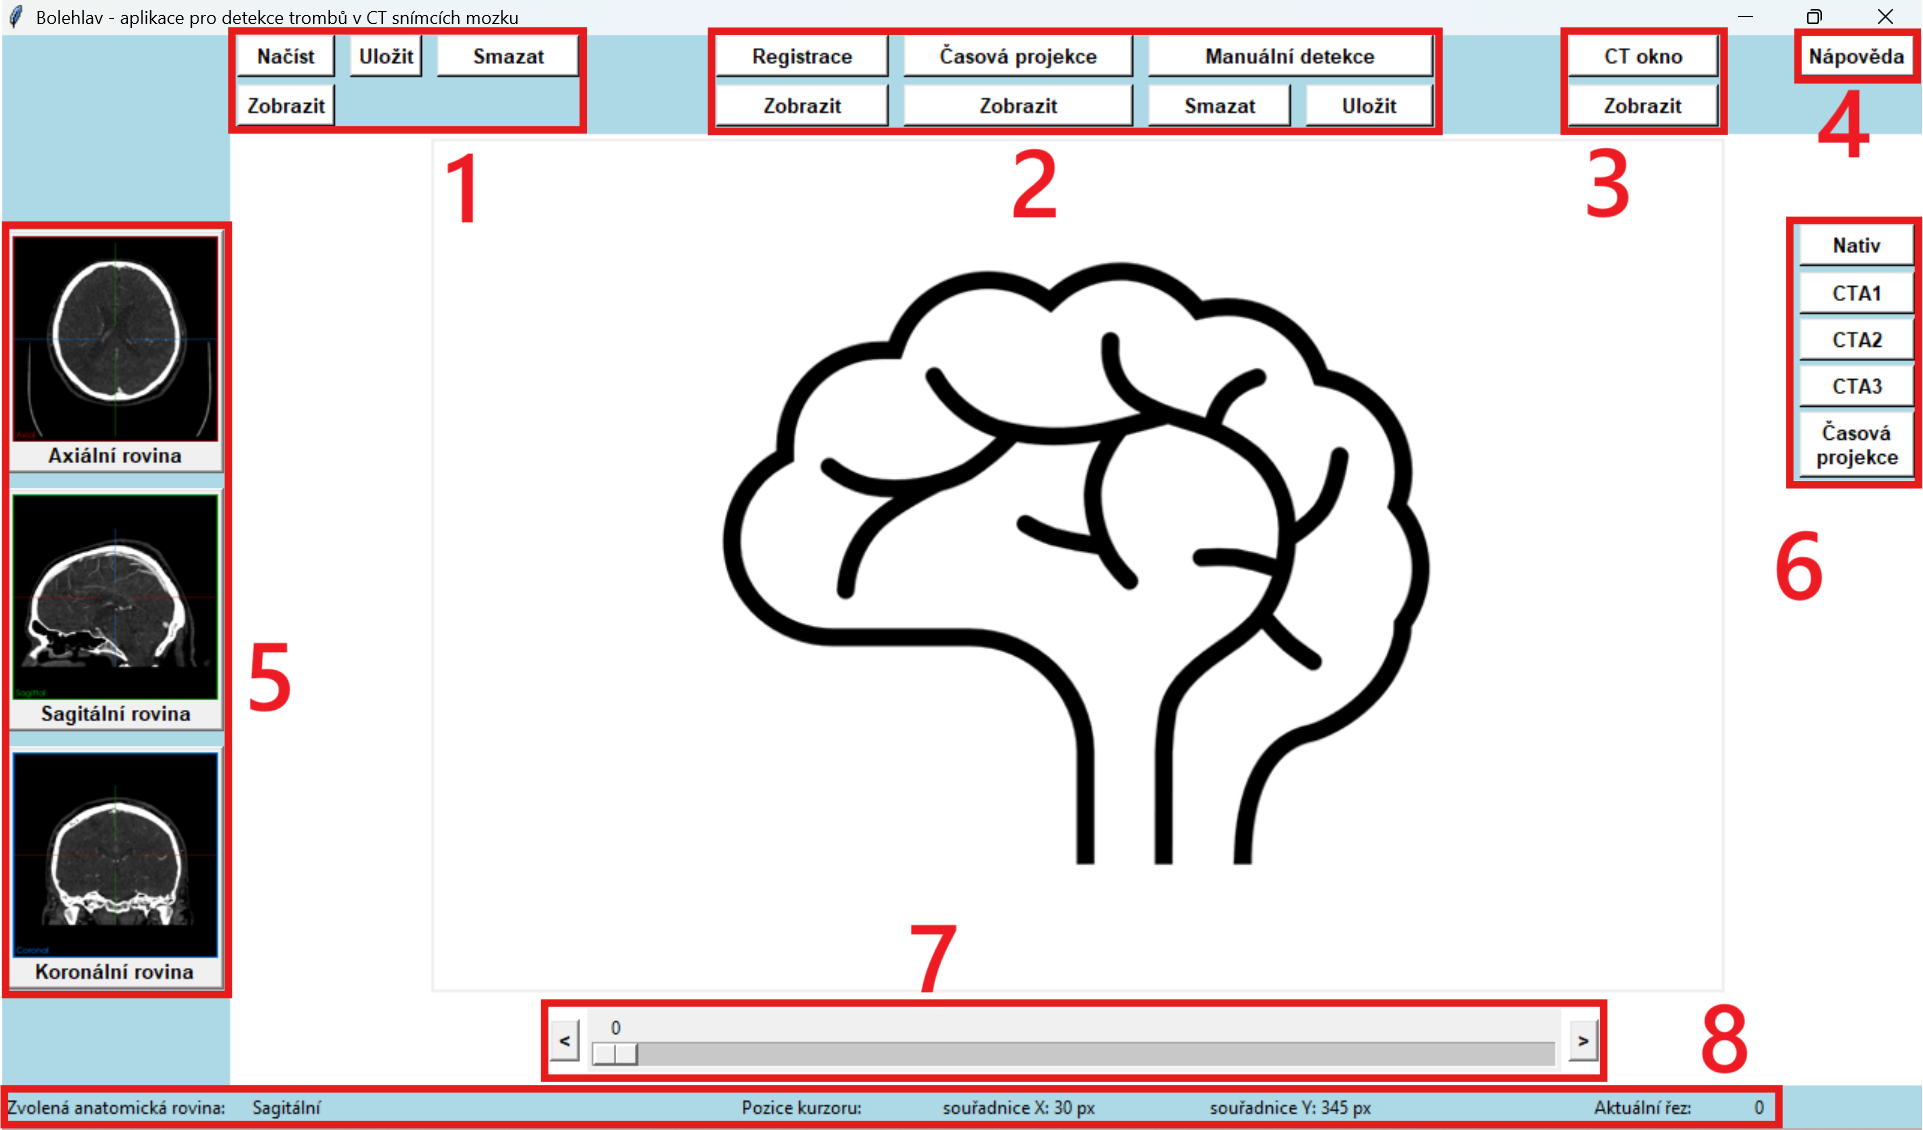 Bolehlav - aplikace pro detekce trombů v CT snímcích mozku
Načíst Uložit Smazat
Zobrazit
Registrace Časová projekce Manuální detekce
Zobrazit Zobrazit Smazat Uložit
CT okno
Zobrazit
Nápověda
1
2
3
4
Axial
Axiální rovina
Sagittal
Sagitální rovina
Coronal
Koronální rovina
5
Nativ
CTA1
CTA2
CTA3
Časová
projekce
6
7
< 0 >
8
Zvolená anatomická rovina: Sagitální Pozice kurzoru: souřadnice X: 30 px souřadnice Y: 345 px Aktuální řez: 0